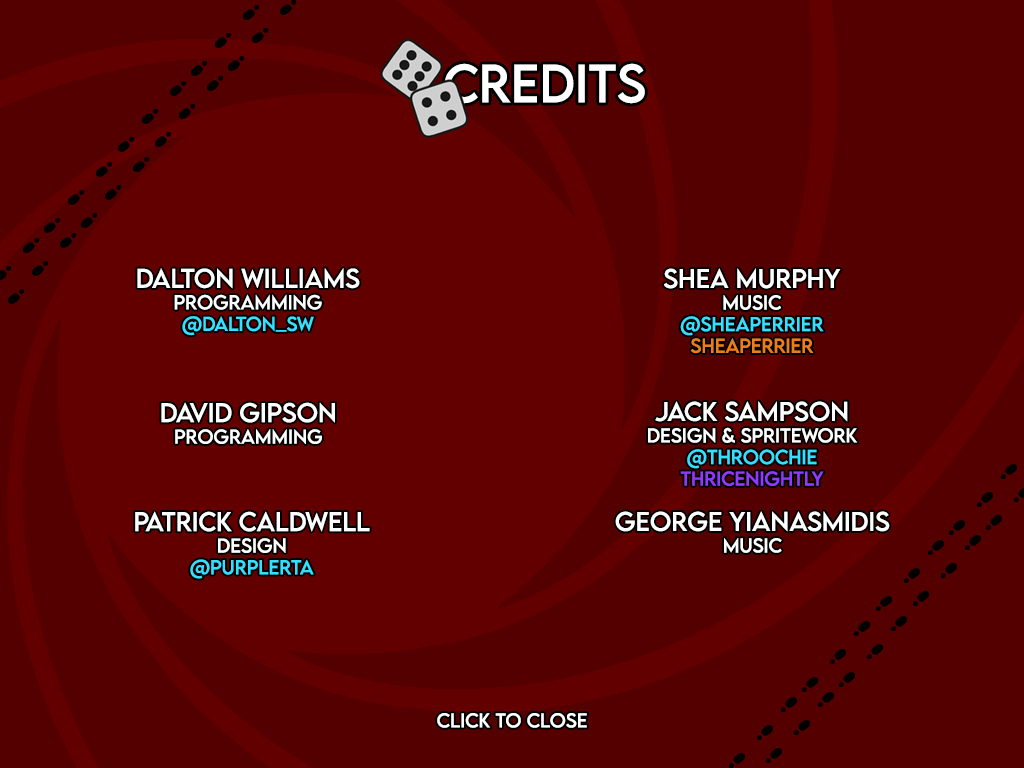 CREDITS
DALTON WILLIAMS
PROGRAMMING
@DALTON_SW
SHEA MURPHY
MUSIC
@SHEAPERRIER
SHEAPERRIER
DAVID GIPSON
PROGRAMMING
JACK SAMPSON
DESIGN & SPRITEWORK
@THROOCHIE
THRICENIGHTLY
PATRICK CALDWELL
DESIGN
@PURPLERTA
GEORGE YIANASMIDIS
MUSIC
CLICK TO CLOSE